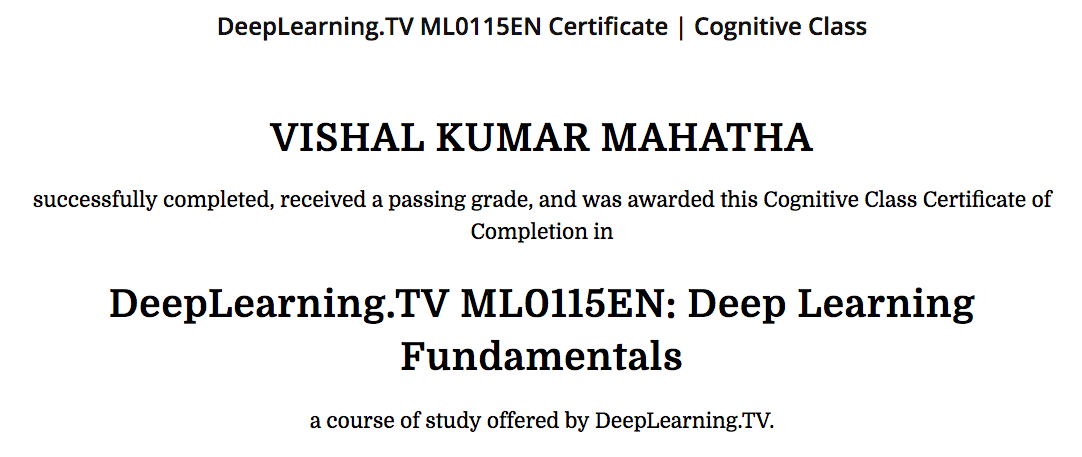 DeepLearning.TV ML0115EN Certificate | Cognitive Class
VISHAL KUMAR MAHATHA
successfully completed, received a passing grade, and was awarded this Cognitive Class Certificate of
Completion in
DeepLearning.TV ML0115EN: Deep Learning
Fundamentals
a course of study offered by DeepLearning.TV.